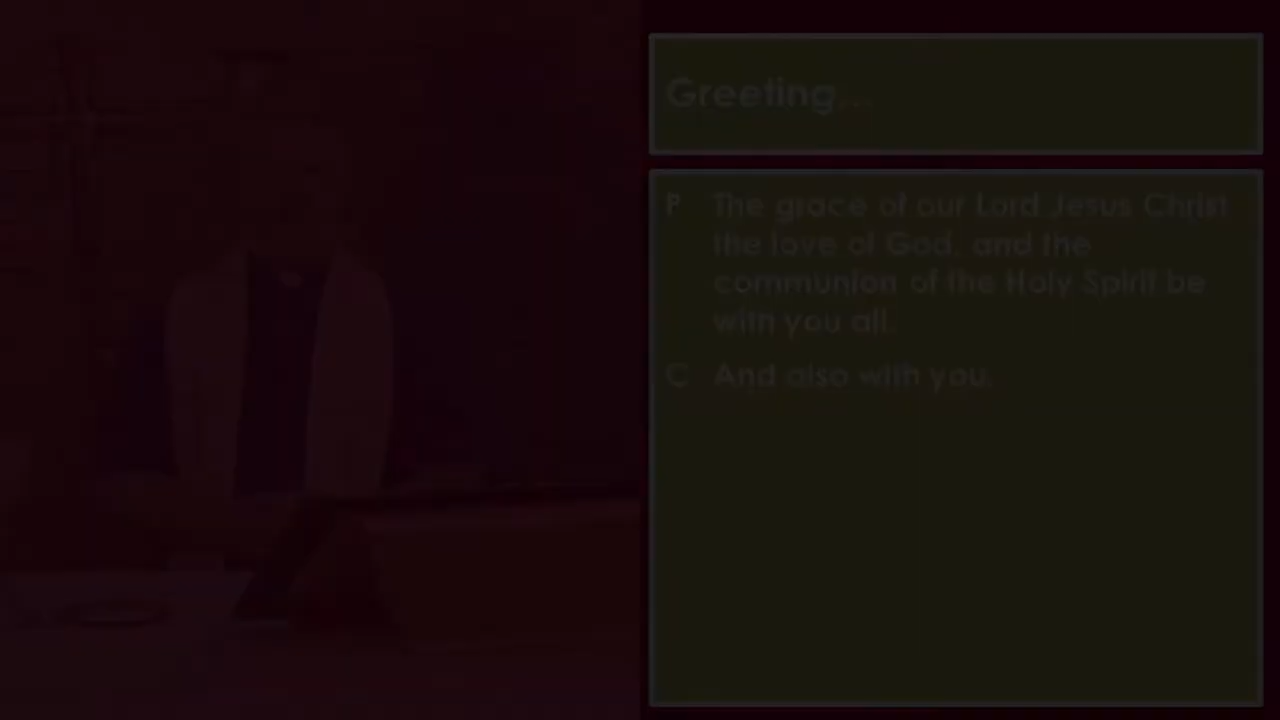 Greeting...
P The grace of our Lord Jesus Christ
the love of God, and the
communion of the Holy Spirit be
with you all.
C And also with you.